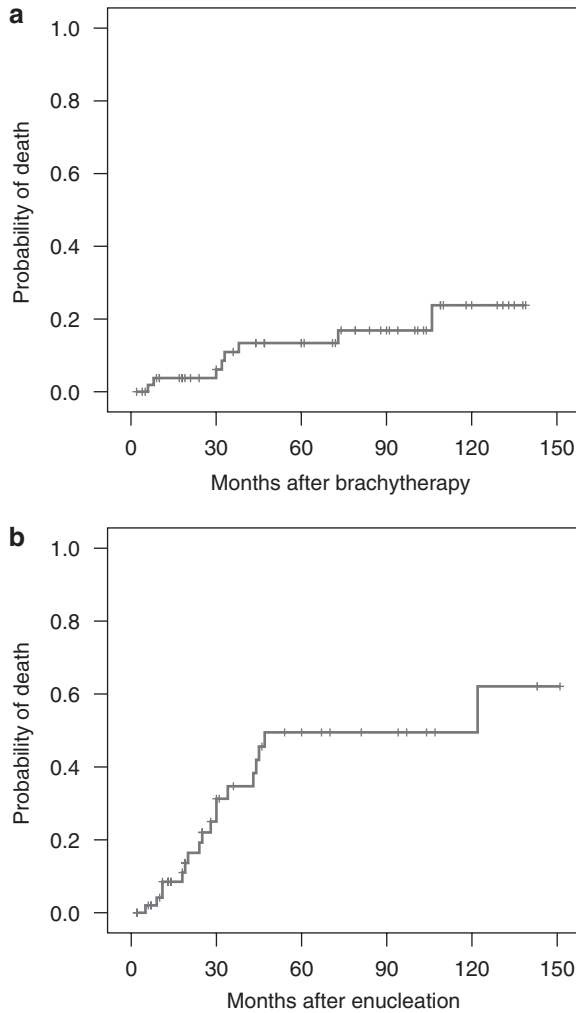 a
1.0
0.8
0.6
0.4
0.2
0.0
Probability of death
0 30 60 90 120 150
Months after brachytherapy
b
1.0
0.8
0.6
0.4
0.2
0.0
Probability of death
0 30 60 90 120 150
Months after enucleation